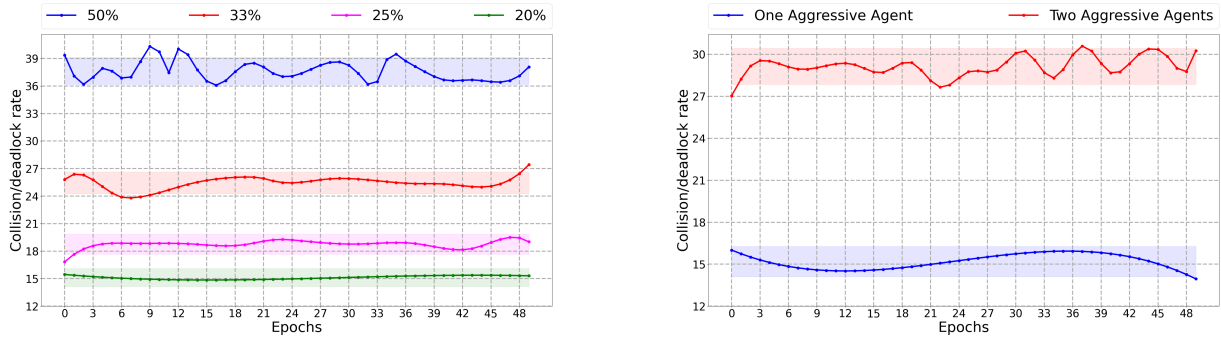 50% 33% 25% 20%
Collision/deadlock rate
39
36
33
30
27
24
21
18
15
12
0 3 6 9 12 15 18 21 24 27 30 33 36 39 42 45 48
Epochs
One Aggressive Agent Two Aggressive Agents
Collision/deadlock rate
30
27
24
21
18
15
12
0 3 6 9 12 15 18 21 24 27 30 33 36 39 42 45 48
Epochs